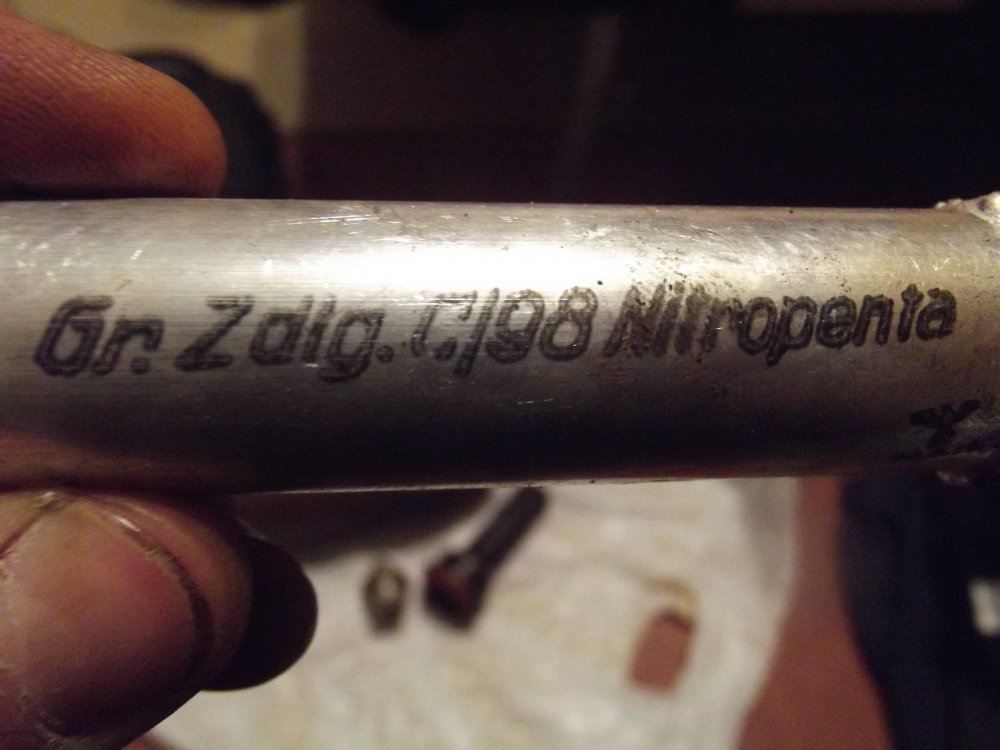 Gr. Zdlg. C/98 Nitropenta